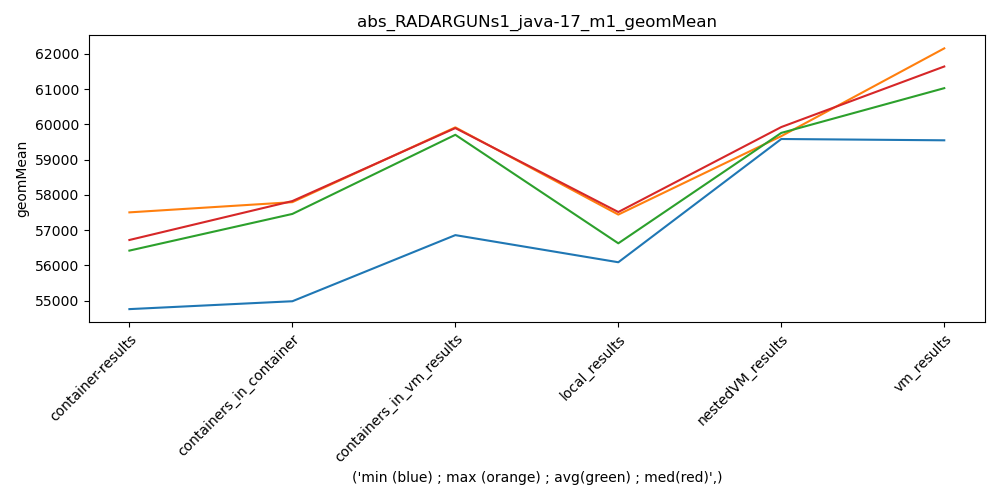 abs_RADARGUNs1_java-17_m1_geomMean
geomMean
62000
61000
60000
59000
58000
57000
56000
55000
container-results
containers_in_container
containers_in_vm_results
local_results
nestedVM_results
vm_results
('min (blue) ; max (orange) ; avg(green) ; med(red)',)